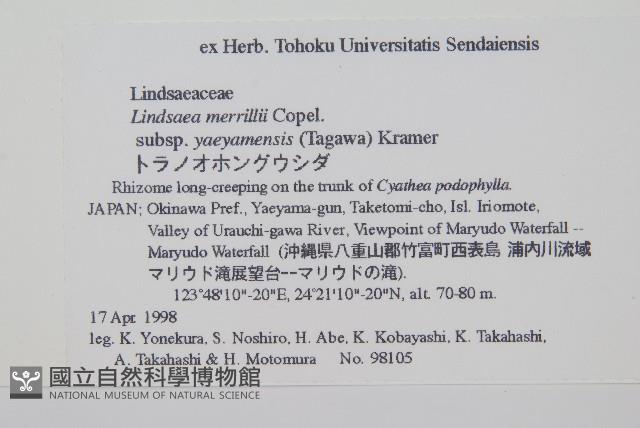 ex Herb. Tohoku Universitatis Sendaiensis
Lindsaeaceae
Lindsaea merrillii Copel.
subsp. yaeyamensis (Tagawa) Kramer
トラノオホングウシダ
Rhizome long-creeping on the trunk of Cyathea podophylla.
JAPAN; Okinawa Pref., Yaeyama-gun, Taketomi-cho, Isl. Iriomote,
Valley of Urauchi-gawa River, Viewpoint of Maryudo Waterfall --
Maryudo Waterfall (沖縄県八重山郡竹富町西表島 浦内川流域
マリウド滝展望台--マリウドの滝).
123°48'10"-20"E, 24°21'10"-20"N, alt. 70-80 m.
17 Apr. 1998
leg. K. Yonekura, S. Noshiro, H. Abe, K. Kobayashi, K. Takahashi,
A. Takahashi & H. Motomura No. 98105
國立自然科學博物館
NATIONAL MUSEUM OF NATURAL SCIENCE